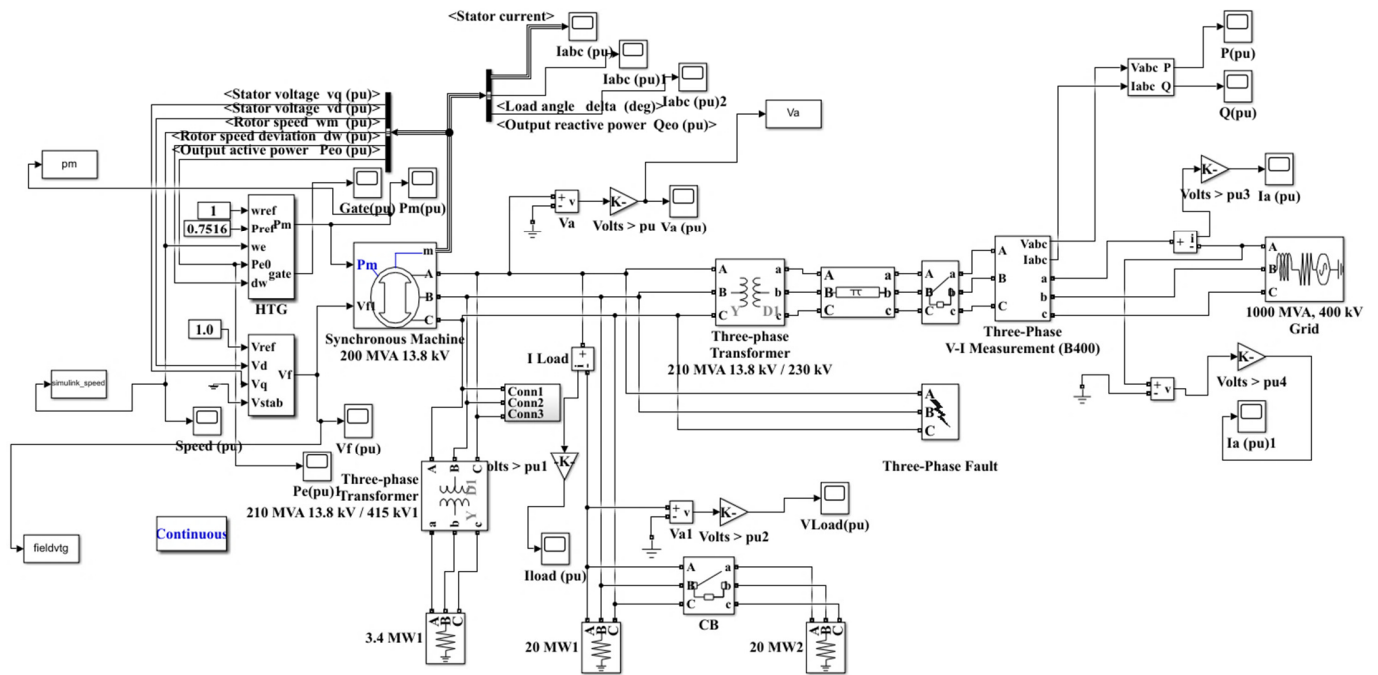 <Stator current>
Iabc (pu)
Iabc (pu)1
Iabc (pu)2
<Load angle delta (deg)>
<Output reactive power Qeo (pu)>
<Stator voltage vq (pu)>
<Stator voltage vd (pu)>
<Rotor speed wm (pu)>
<Rotor speed deviation dw (pu)>
<Output active power Peo (pu)>
Va
pm
Gate(pu)
Pm(pu)
1
0.7516
wref
Pref
we
Pe0
dw
Pm
gate
HTG
Pm
Vf1
m
A
B
C
Synchronous Machine
200 MVA 13.8 kV
1.0
Vref
Vd
Vq
Vstab
Vf
simulink_speed
Speed (pu)
Vf (pu)
Pe(pu)1
fieldvtg
Continuous
+
-
v
Va
K-
Volts > pu
Va (pu)
I Load
+
i
-
Conn1
Conn2
Conn3
olts > pu1
-K-
Iload (pu)
Three-phase
Transformer
210 MVA 13.8 kV / 415 kV1
A
B
C
D1
Y
a
b
c
A
B
C
3.4 MW1
A
B
C
Y
D1
a
b
c
Three-phase
Transformer
210 MVA 13.8 kV / 230 kV
A
B
C
π
a
b
c
A
B
C
a
b
c
A
B
C
Vabc
Iabc
a
b
c
Three-Phase
V-I Measurement (B400)
Vabc P
Iabc Q
P(pu)
Q(pu)
K-
Volts > pu3
Ia (pu)
+
i
-
A
B
C
1000 MVA, 400 kV
Grid
+
-
v
K-
Volts > pu4
Ia (pu)1
A
B
C
Three-Phase Fault
+
-
v
Va1
K-
Volts > pu2
VLoad(pu)
A
B
C
a
b
c
CB
A
B
C
20 MW1
A
B
C
20 MW2